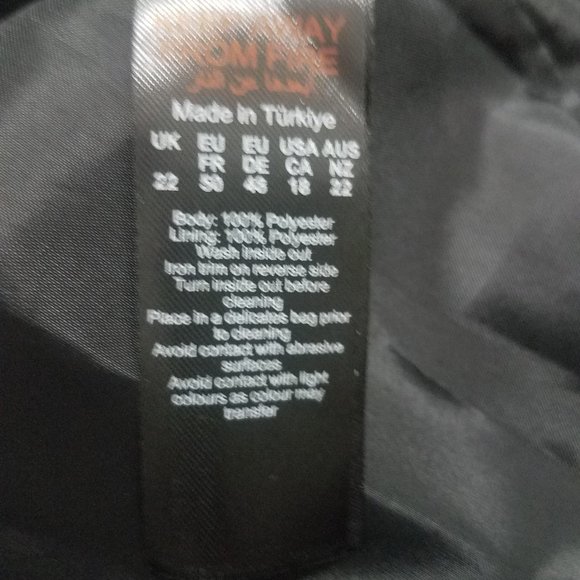 KEEP AWAY
FROM FIRE
Made in Türkiye
UK EU EU USA AUS
FR DE CA NZ
22 50 48 18 22
Body: 100% Polyester
Lining: 100% Polyester
Wash inside out
Iron trim on reverse side
Turn inside out before
cleaning
Place in a delicates bag prior
to cleaning
Avoid contact with abrasive
surfaces
Avoid contact with light
colours as colour may
transfer